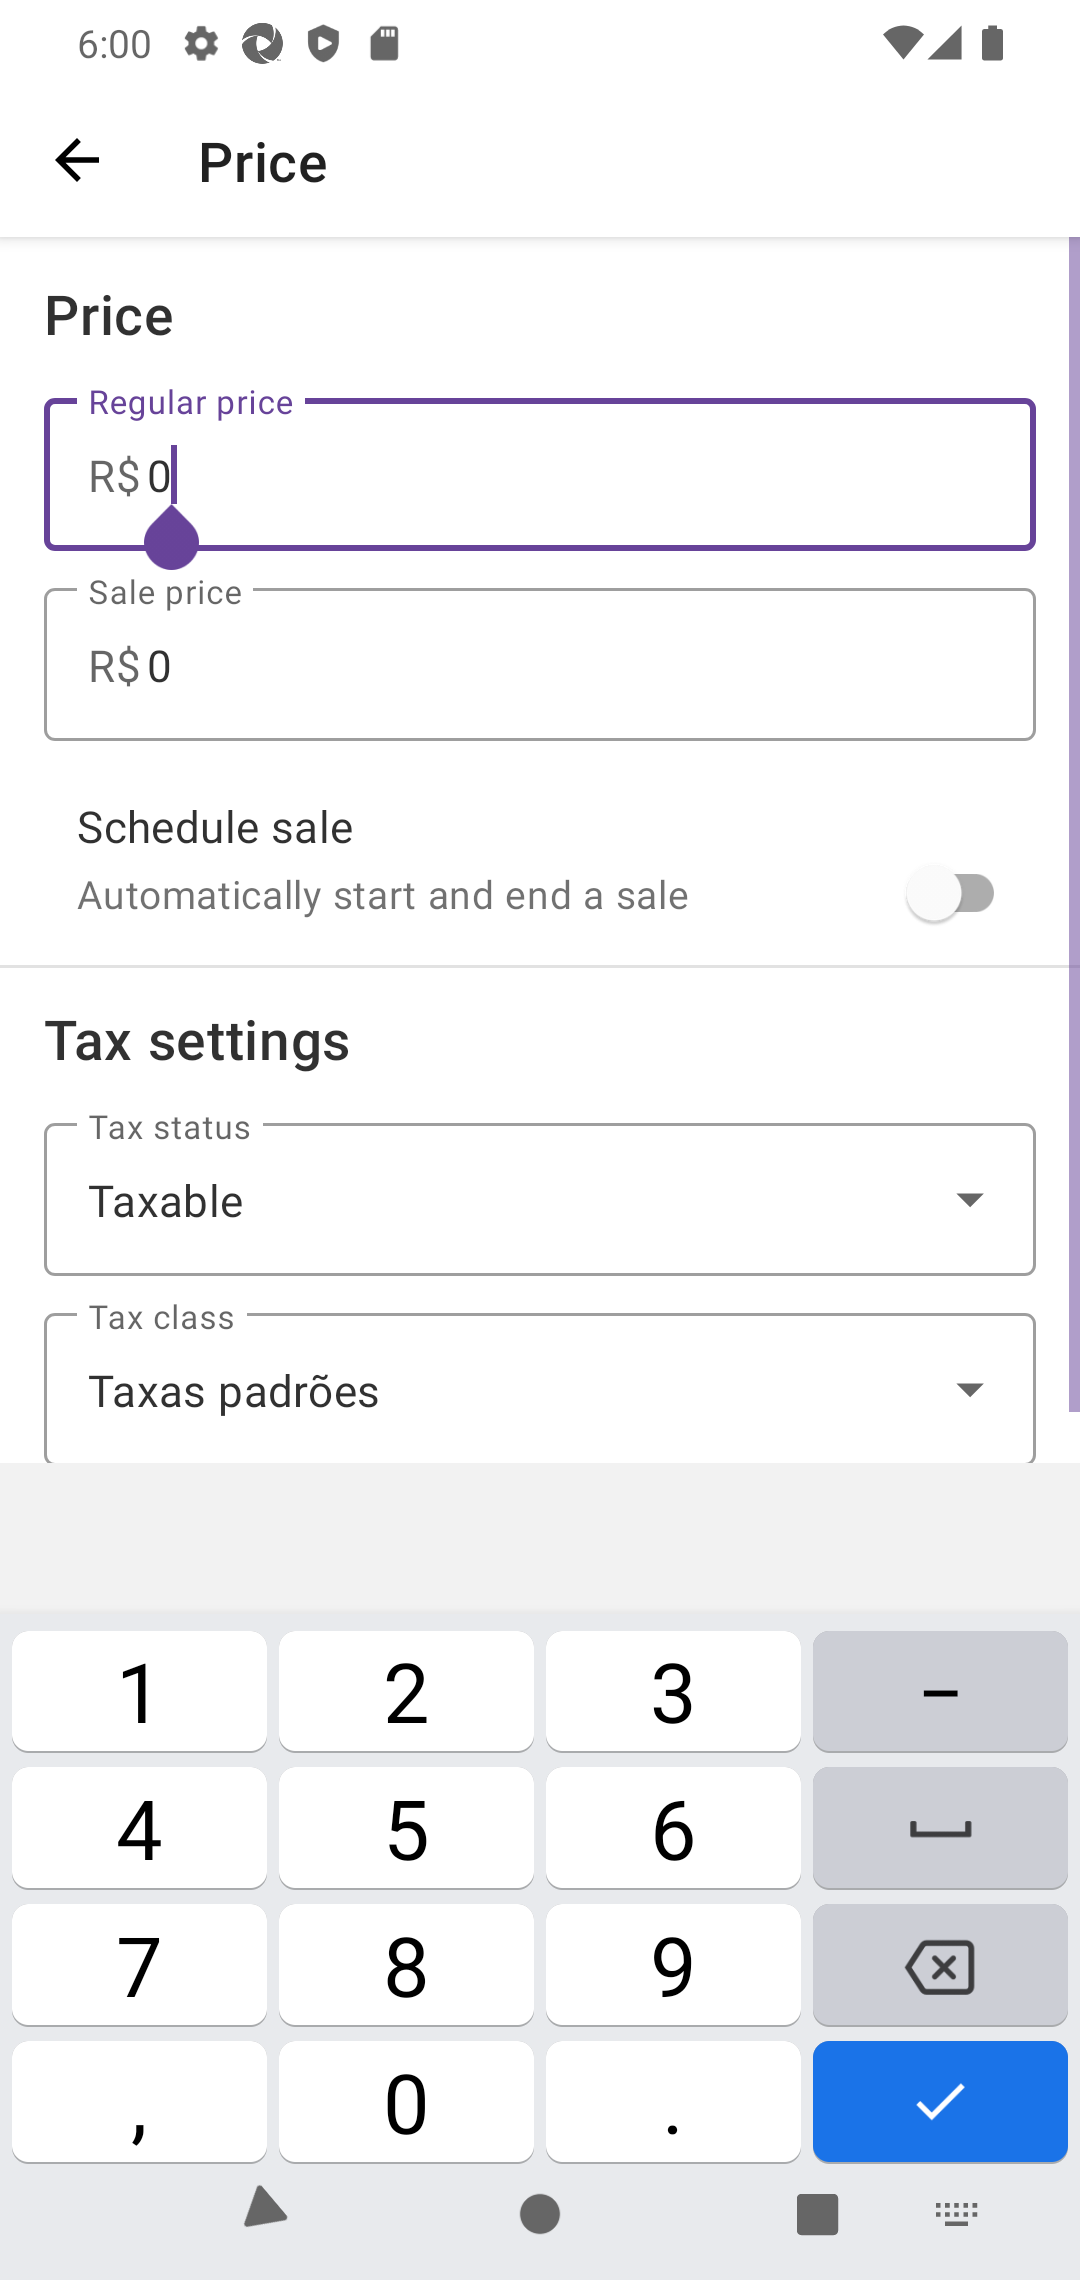 6:00
Price
Price
Regular price
R$ 0
Sale price
R$ 0
Schedule sale
Automatically start and end a sale
Tax settings
Tax status
Taxable
Tax class
Taxas padrões
1 2 3 –
4 5 6
7 8 9
, 0 .